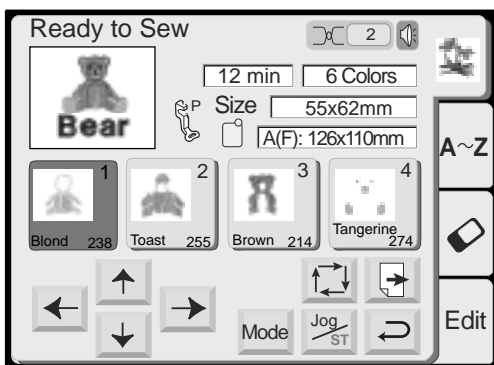 Ready to Sew
2
Bear
12 min
6 Colors
P
Size
55x62mm
A(F): 126x110mm
A~Z
1
2
3
4
Blond 238
Toast 255
Brown 214
Tangerine 274
Edit
Mode
Jog/ST